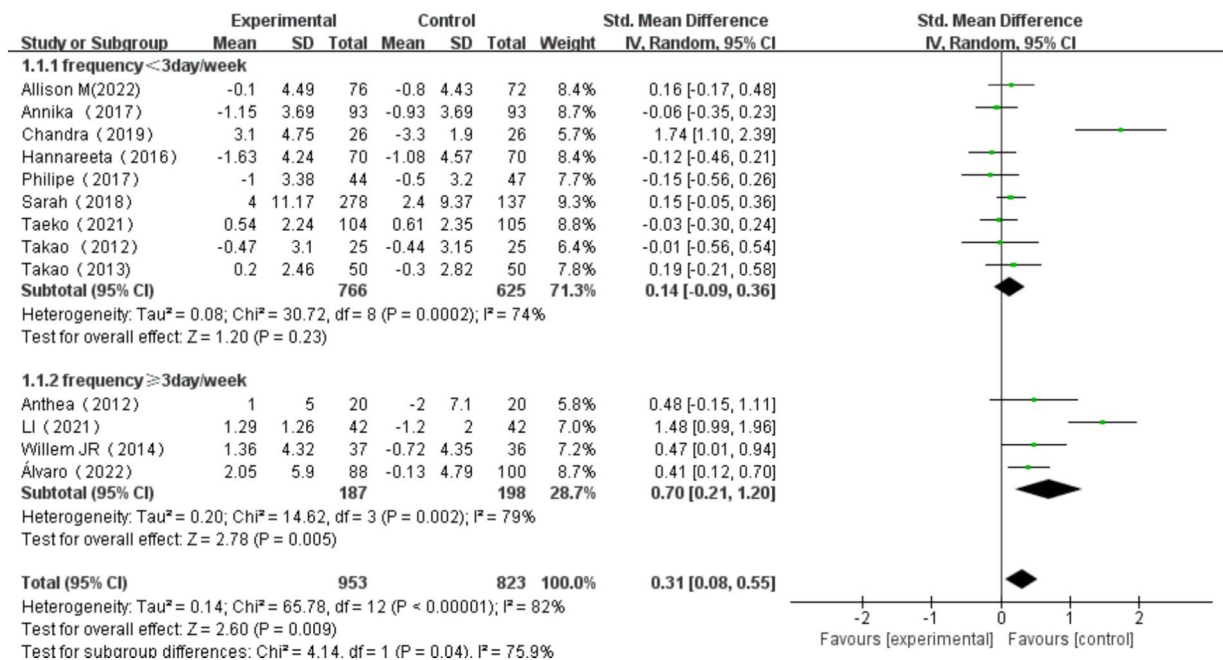 Experimental Control Std. Mean Difference Std. Mean Difference
Study or Subgroup Mean SD Total Mean SD Total Weight IV, Random, 95% CI IV, Random, 95% CI
1.1.1 frequency＜3day/week
Allison M(2022) -0.1 4.49 76 -0.8 4.43 72 8.4% 0.16 [-0.17, 0.48]
Annika （2017） -1.15 3.69 93 -0.93 3.69 93 8.7% -0.06 [-0.35, 0.23]
Chandra （2019） 3.1 4.75 26 -3.3 1.9 26 5.7% 1.74 [1.10, 2.39]
Hannareeta （2016） -1.63 4.24 70 -1.08 4.57 70 8.4% -0.12 [-0.46, 0.21]
Philipe （2017） -1 3.38 44 -0.5 3.2 47 7.7% -0.15 [-0.56, 0.26]
Sarah （2018） 4 11.17 278 2.4 9.37 137 9.3% 0.15 [-0.05, 0.36]
Taeko （2021） 0.54 2.24 104 0.61 2.35 105 8.8% -0.03 [-0.30, 0.24]
Takao （2012） -0.47 3.1 25 -0.44 3.15 25 6.4% -0.01 [-0.56, 0.54]
Takao （2013） 0.2 2.46 50 -0.3 2.82 50 7.8% 0.19 [-0.21, 0.58]
Subtotal (95% CI) 766 625 71.3% 0.14 [-0.09, 0.36]
Heterogeneity: Tau² = 0.08; Chi² = 30.72, df = 8 (P = 0.0002); I² = 74%
Test for overall effect: Z = 1.20 (P = 0.23)
1.1.2 frequency≥3day/week
Anthea （2012） 1 5 20 -2 7.1 20 5.8% 0.48 [-0.15, 1.11]
LI （2021） 1.29 1.26 42 -1.2 2 42 7.0% 1.48 [0.99, 1.96]
Willem JR （2014） 1.36 4.32 37 -0.72 4.35 36 7.2% 0.47 [0.01, 0.94]
Álvaro （2022） 2.05 5.9 88 -0.13 4.79 100 8.7% 0.41 [0.12, 0.70]
Subtotal (95% CI) 187 198 28.7% 0.70 [0.21, 1.20]
Heterogeneity: Tau² = 0.20; Chi² = 14.62, df = 3 (P = 0.002); I² = 79%
Test for overall effect: Z = 2.78 (P = 0.005)
Total (95% CI) 953 823 100.0% 0.31 [0.08, 0.55]
Heterogeneity: Tau² = 0.14; Chi² = 65.78, df = 12 (P < 0.00001); I² = 82%
Test for overall effect: Z = 2.60 (P = 0.009)
Test for subgroup differences: Chi² = 4.14, df = 1 (P = 0.04), I² = 75.9%
-2 -1 0 1 2
Favours [experimental] Favours [control]